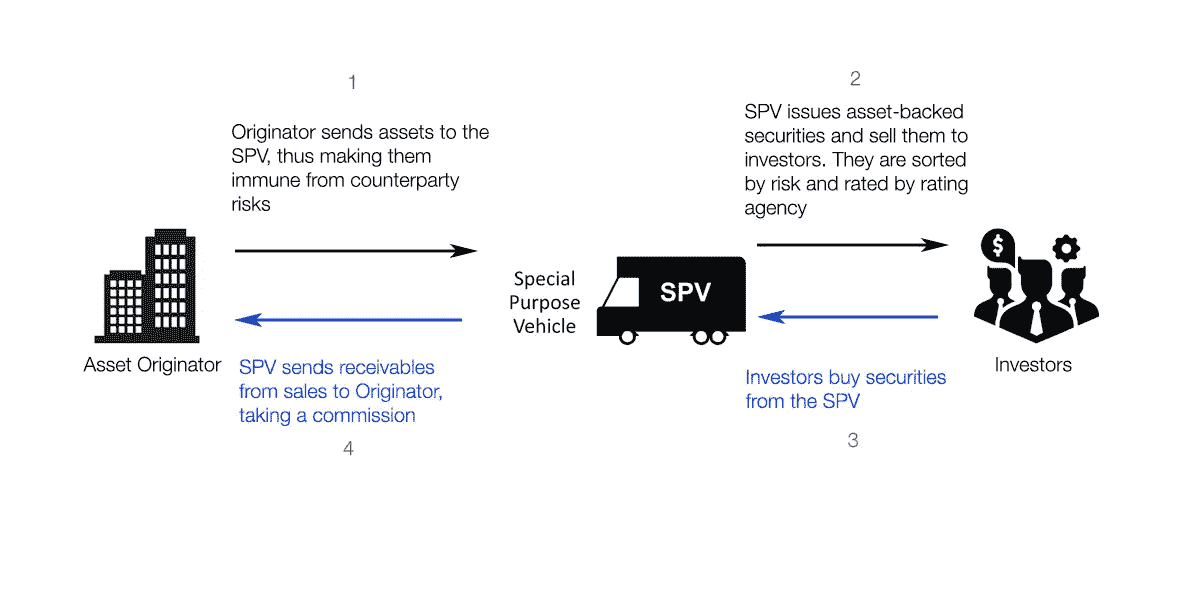 1
Originator sends assets to the
SPV, thus making them
immune from counterparty
risks
2
SPV issues asset-backed
securities and sell them to
investors. They are sorted
by risk and rated by rating
agency
$
Special
Purpose
Vehicle
SPV
Asset Originator
SPV sends receivables
from sales to Originator,
taking a commission
4
Investors buy securities
from the SPV
3
Investors